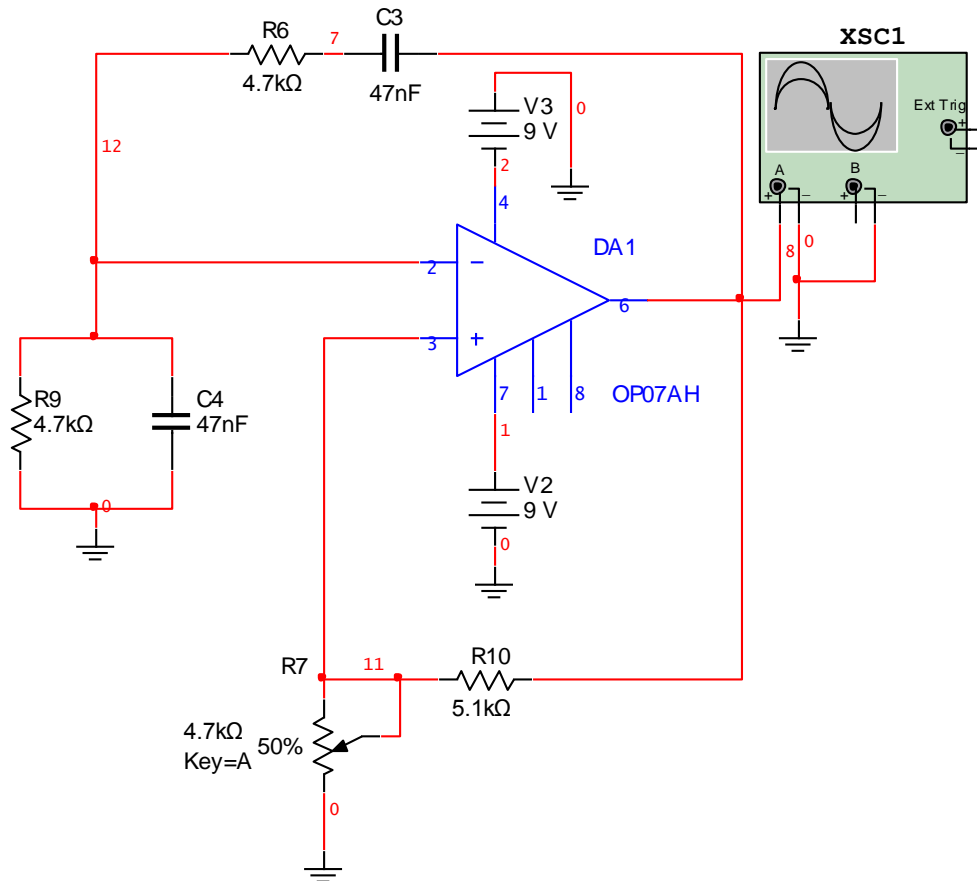 C3
7
R6
4.7kΩ
47nF
XSC1
Ext Trig
+
_
A
B
+
_
+
_
V3
9 V
0
2
12
4
DA1
2
−
8
0
6
3
+
7
1
8
OP07AH
R9
4.7kΩ
C4
47nF
1
V2
9 V
0
0
R7
11
R10
5.1kΩ
4.7kΩ
50%
Key=A
0